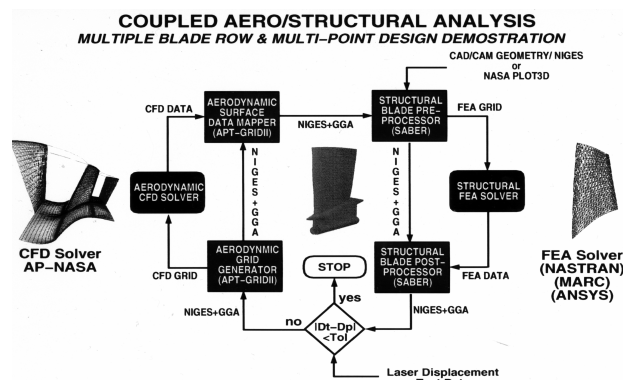 COUPLED AERO/STRUCTURAL ANALYSIS
MULTIPLE BLADE ROW & MULTI-POINT DESIGN DEMOSTRATION
CAD/CAM GEOMETRY/ NIGES
or
NASA PLOT3D
CFD DATA
AERODYNAMIC
SURFACE
DATA MAPPER
(APT-GRIDII)
NIGES+GGA
STRUCTURAL
BLADE PRE-
PROCESSOR
(SABER)
FEA GRID
NIGES+GGA
NIGES+GGA
AERODYNAMIC
CFD SOLVER
STRUCTURAL
FEA SOLVER
CFD Solver
AP-NASA
CFD GRID
AERODYNMIC
GRID
GENERATOR
(APT-GRIDII)
STOP
STRUCTURAL
BLADE POST-
PROCESSOR
(SABER)
FEA DATA
FEA Solver
(NASTRAN)
(MARC)
(ANSYS)
NIGES+GGA
no
yes
|Dt-Dp|
<Tol
NIGES+GGA
Laser Displacement